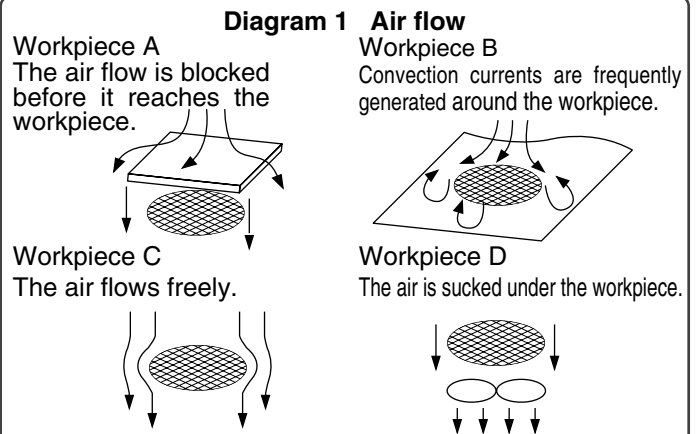 Diagram 1 Air flow
Workpiece A
The air flow is blocked
before it reaches the
workpiece.
Workpiece B
Convection currents are frequently
generated around the workpiece.
Workpiece C
The air flows freely.
Workpiece D
The air is sucked under the workpiece.